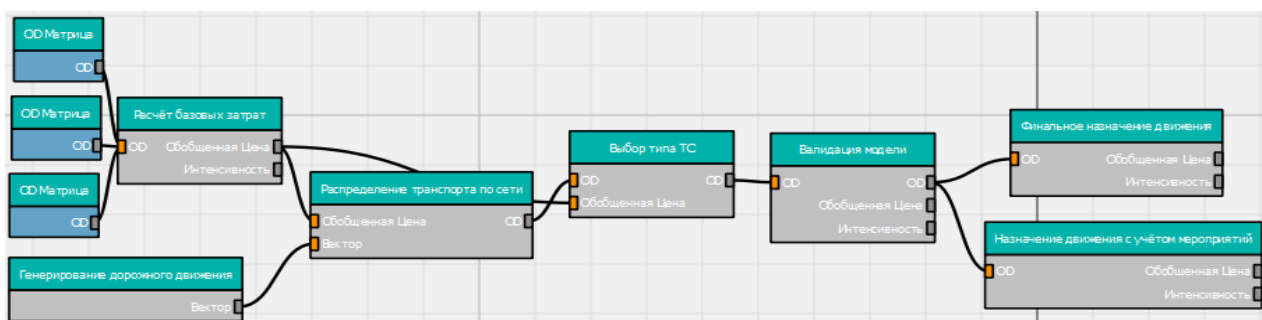 OD Матрица
OD
OD Матрица
OD
OD Матрица
OD
Генерирование дорожного движения
Вектор
Расчёт базовых затрат
OD Обобщенная Цена
Интенсивность
Распределение транспорта по сети
Обобщенная Цена OD
Вектор
Выбор типа ТС
OD OD
Обобщенная Цена
Валидация модели
OD OD
Обобщенная Цена
Интенсивность
Финальное назначение движения
OD Обобщенная Цена
Интенсивность
Назначение движения с учётом мероприятий
OD Обобщенная Цена
Интенсивность